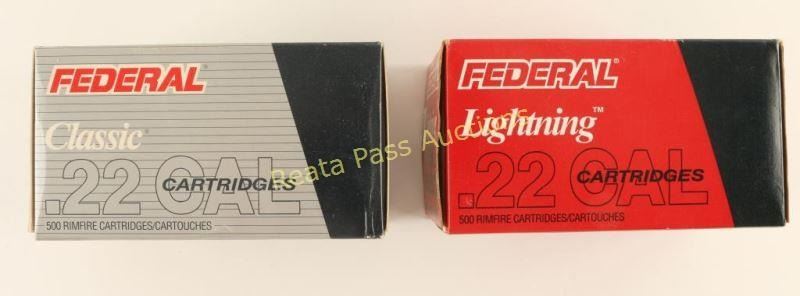 FEDERAL®
Classic®
.22 CAL
CARTRIDGES
500 RIMFIRE CARTRIDGES/CARTOUCHES
FEDERAL®
Lightning™
.22 CAL
CARTRIDGES
500 RIMFIRE CARTRIDGES/CARTOUCHES
Beata Pass Auctions